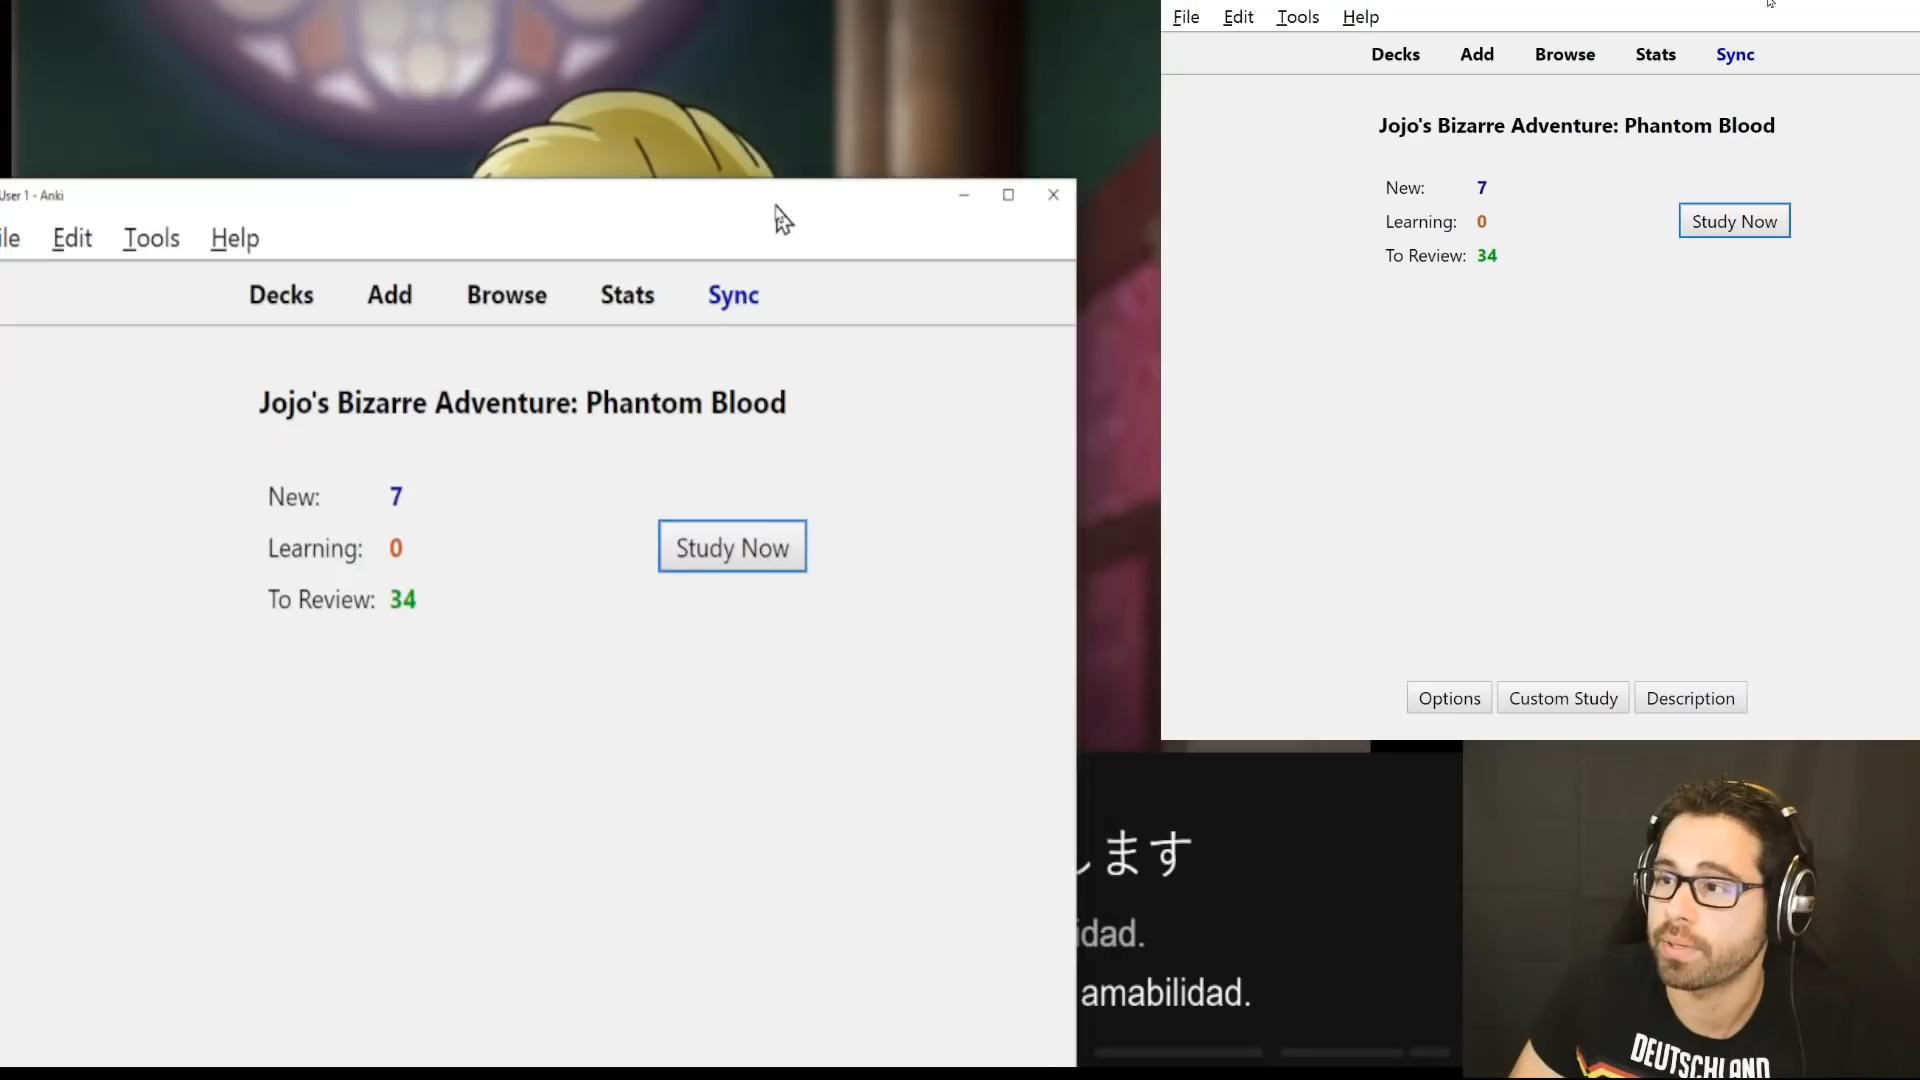 User 1 - Anki
Edit Tools Help
Decks Add Browse Stats Sync
Jojo's Bizarre Adventure: Phantom Blood
New: 7
Learning: 0
Study Now
To Review: 34
File Edit Tools Help
Decks Add Browse Stats Sync
Jojo's Bizarre Adventure: Phantom Blood
New: 7
Learning: 0
Study Now
To Review: 34
Options Custom Study Description
します
idad.
amabilidad.
DEUTSCHLAND